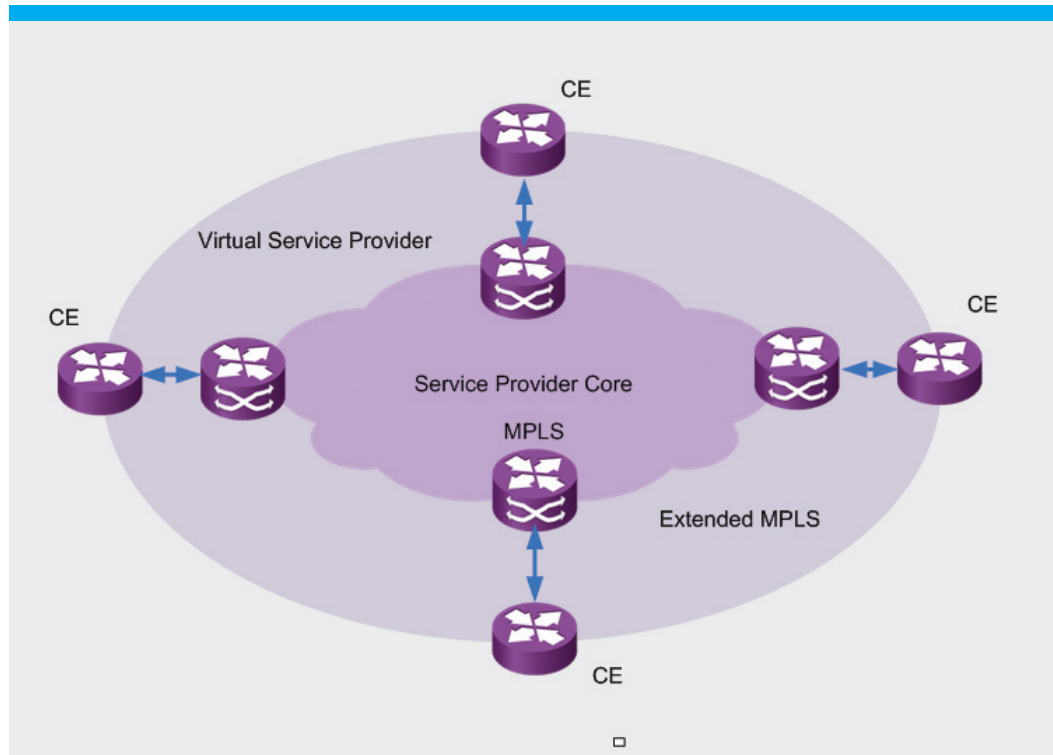 CE
Virtual Service Provider
CE
CE
Service Provider Core
MPLS
Extended MPLS
CE